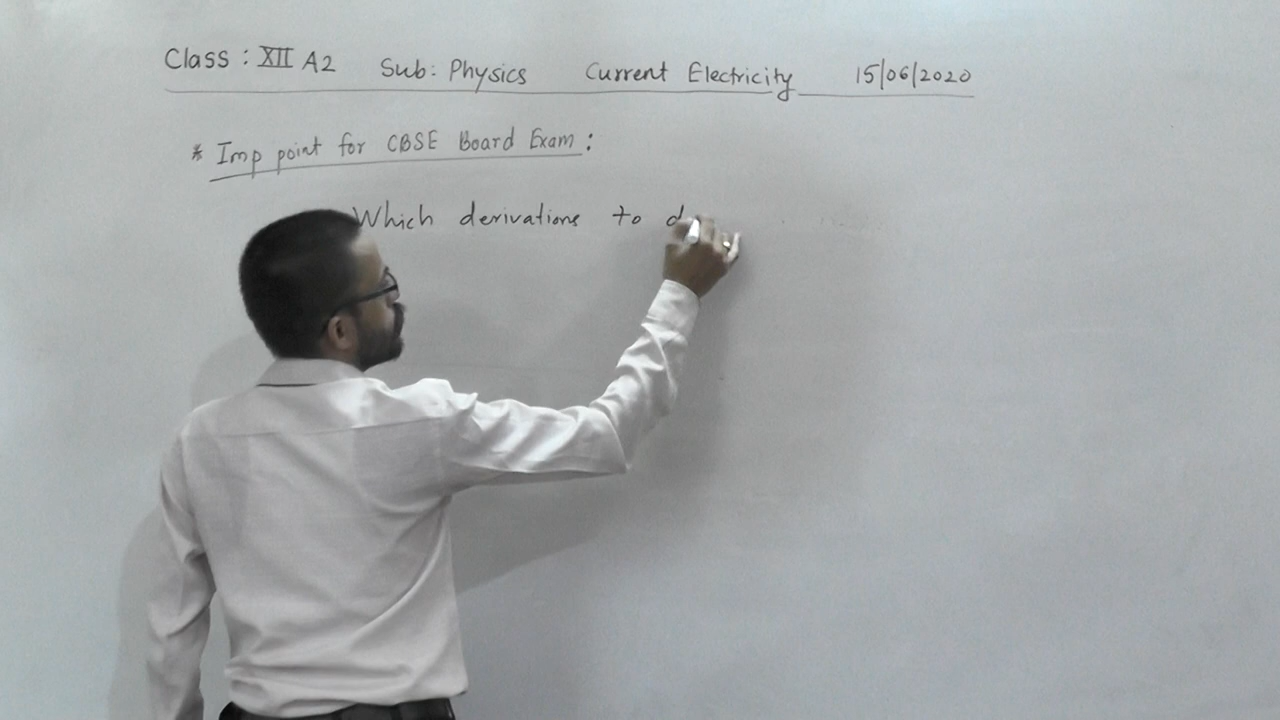 Class : XII A2 Sub: Physics Current Electricity 15/06/2020
* Imp point for CBSE Board Exam :
Which derivations to